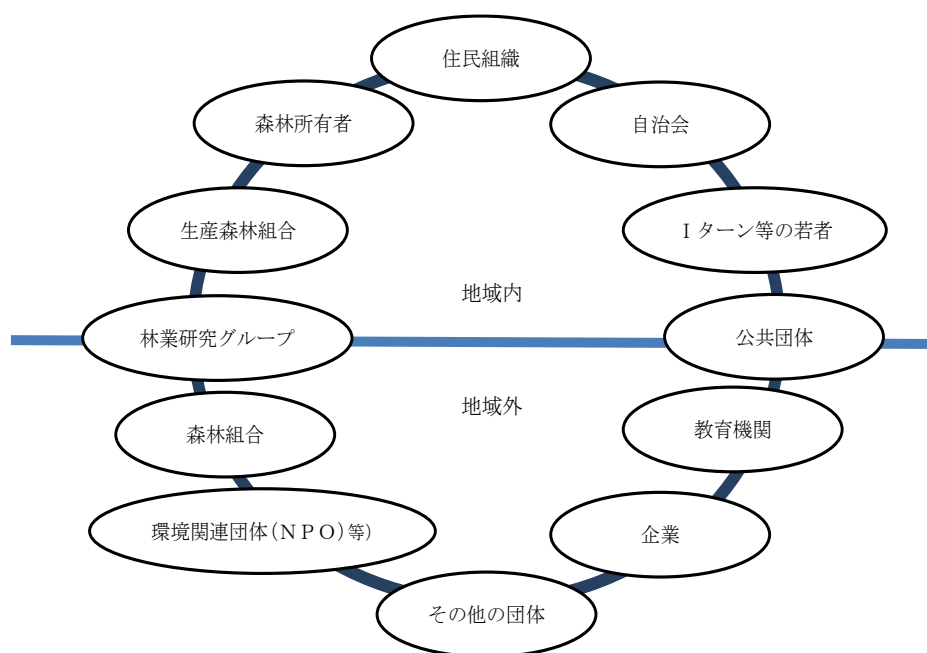 住民組織
森林所有者
自治会
生産森林組合
Ｉターン等の若者
地域内
林業研究グループ
公共団体
地域外
森林組合
教育機関
環境関連団体（ＮＰＯ）等）
企業
その他の団体